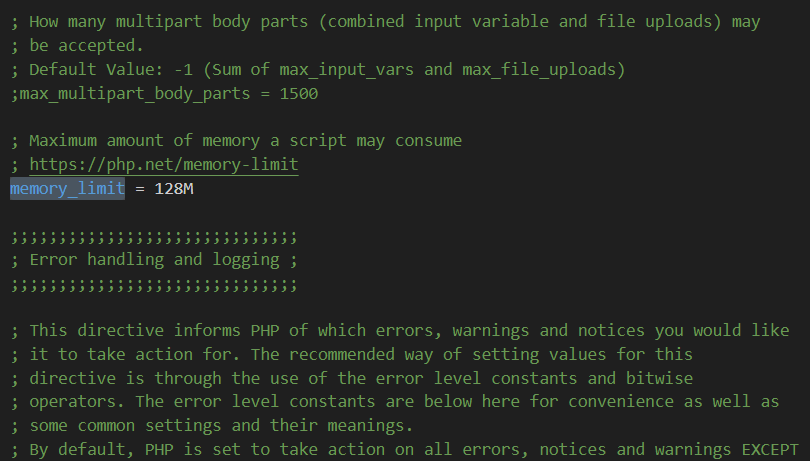 ; How many multipart body parts (combined input variable and file uploads) may
; be accepted.
; Default Value: -1 (Sum of max_input_vars and max_file_uploads)
;max_multipart_body_parts = 1500
; Maximum amount of memory a script may consume
; https://php.net/memory-limit
memory_limit = 128M
;;;;;;;;;;;;;;;;;;;;;;;;;;;;;;
; Error handling and logging ;
;;;;;;;;;;;;;;;;;;;;;;;;;;;;;;
; This directive informs PHP of which errors, warnings and notices you would like
; it to take action for. The recommended way of setting values for this
; directive is through the use of the error level constants and bitwise
; operators. The error level constants are below here for convenience as well as
; some common settings and their meanings.
; By default, PHP is set to take action on all errors, notices and warnings EXCEPT